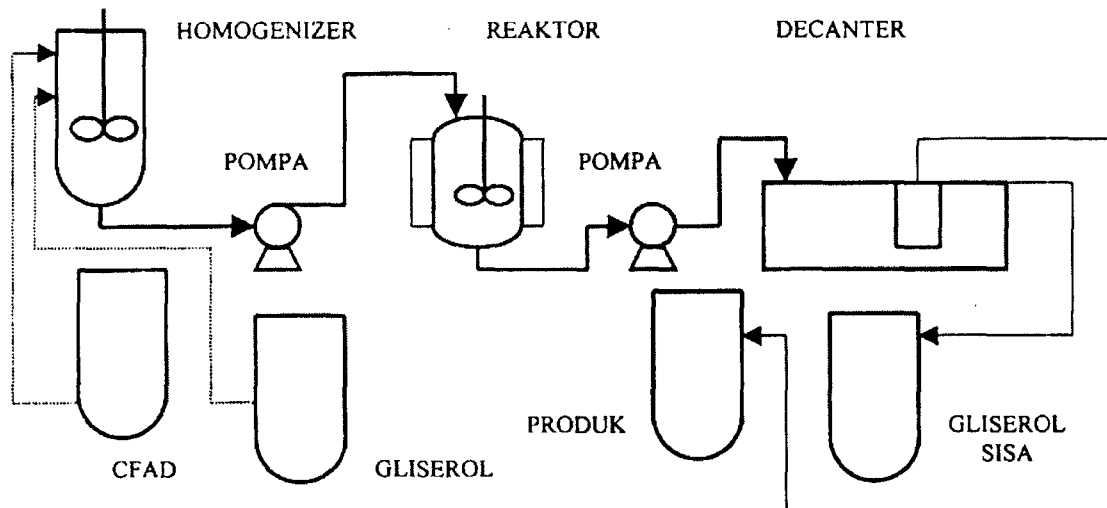 HOMOGENIZER
REAKTOR
DECANTER
POMPA
POMPA
CFAD
GLISEROL
PRODUK
GLISEROL
SISA